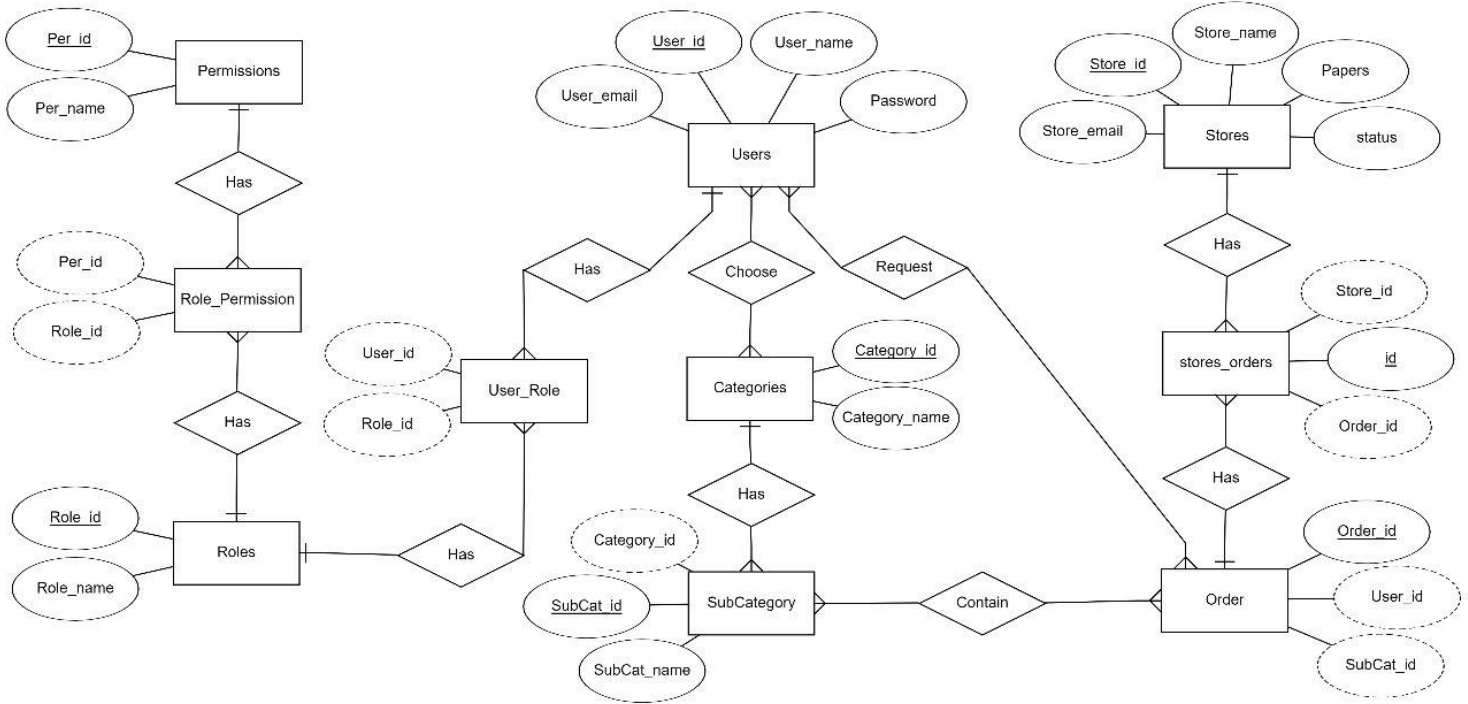 Per_id
Permissions
Per_name
Has
Per_id
Role_Permission
Role_id
Has
Role_id
Roles
Role_name
Has
User_id
User_Role
Role_id
Has
User_id
User_name
User_email
Password
Users
Choose
Request
Category_id
Categories
Category_name
Has
Category_id
SubCat_id
SubCategory
SubCat_name
Contain
Store_name
Store_id
Papers
Store_email
Stores
status
Has
Store_id
stores_orders
id
Order_id
Has
Order_id
Order
User_id
SubCat_id